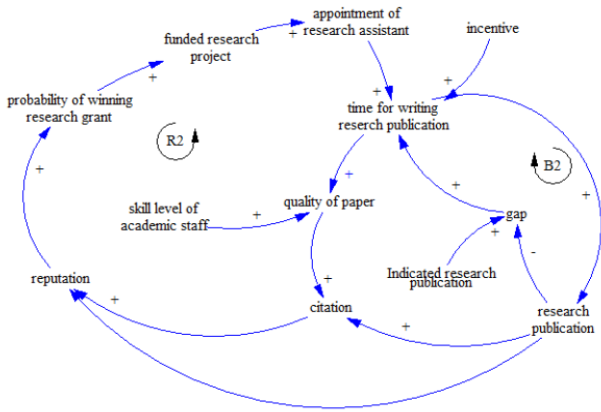 appointment of
research assistant
incentive
funded research
project
+
+
probability of winning
research grant
+
+
time for writing
reserch publication
R2
B2
+
+
+
+
skill level of
academic staff
+
quality of paper
gap
+
Indicated research
publication
-
reputation
+
+
citation
+
research
publication